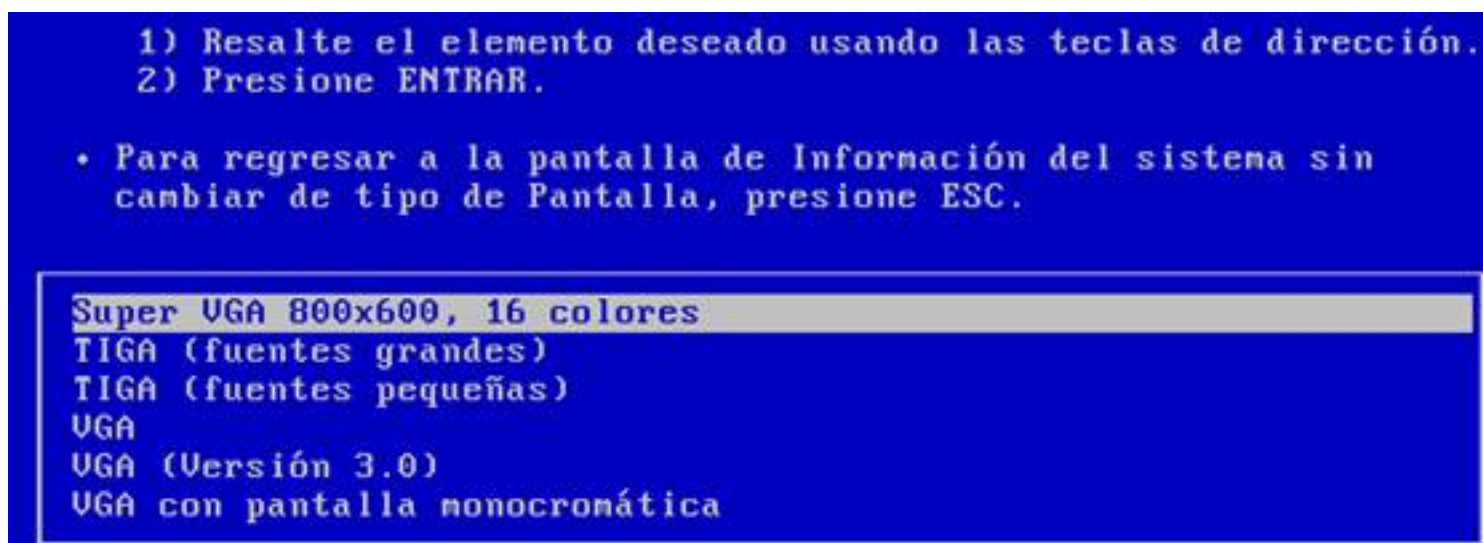 1) Resalte el elemento deseado usando las teclas de dirección.
2) Presione ENTRAR.
• Para regresar a la pantalla de Información del sistema sin
cambiar de tipo de Pantalla, presione ESC.
Super VGA 800x600, 16 colores
TIGA (fuentes grandes)
TIGA (fuentes pequeñas)
VGA
VGA (Versión 3.0)
VGA con pantalla monocromática